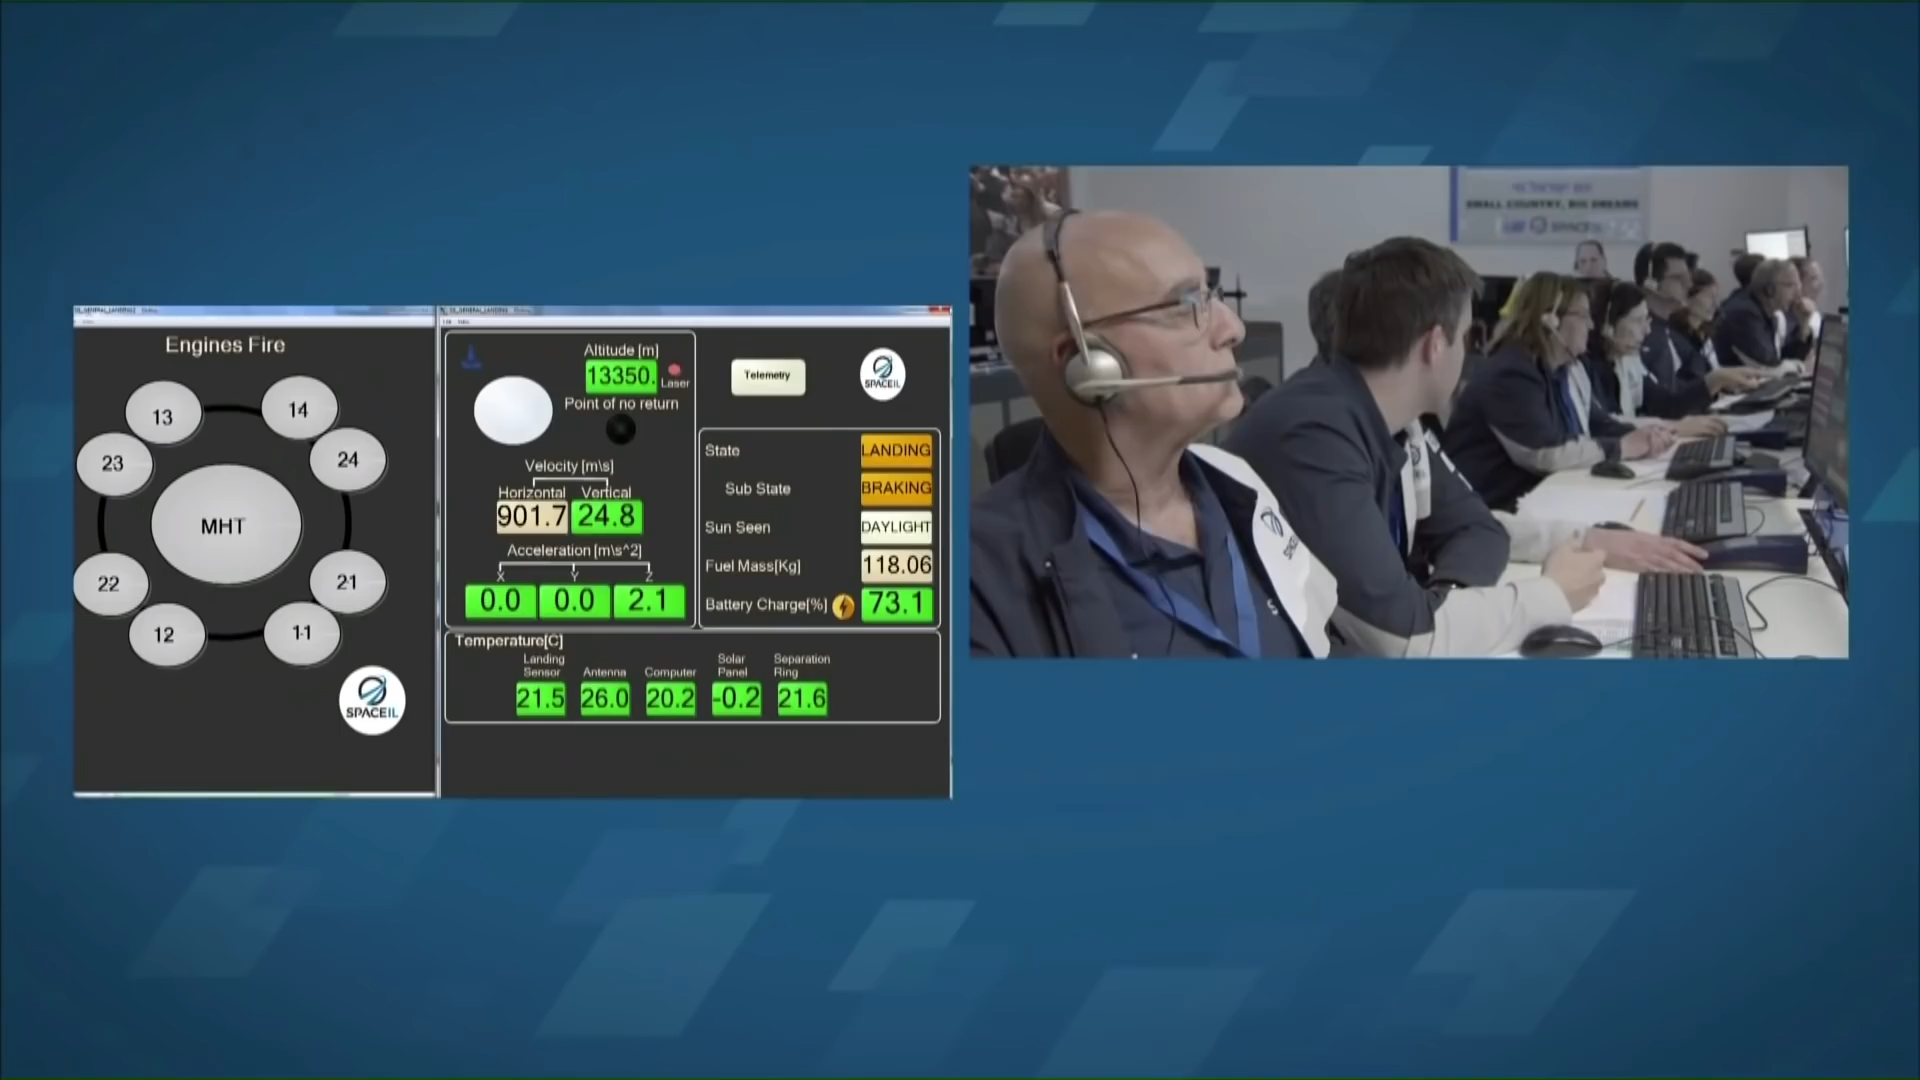 Engines Fire
13
14
23
24
MHT
22
21
12
11
SPACEIL
Altitude [m]
13350.
Laser
Point of no return
Velocity [m\s]
Horizontal Vertical
901.7 24.8
Acceleration [m\s^2]
X Y Z
0.0 0.0 2.1
Telemetry
SPACEIL
State LANDING
Sub State BRAKING
Sun Seen DAYLIGHT
Fuel Mass[Kg] 118.06
Battery Charge[%] 73.1
Temperature[C]
Landing Sensor
Antenna
Computer
Solar Panel
Separation Ring
21.5 26.0 20.2 -0.2 21.6
SMALL COUNTRY, BIG DREAMS
SPACEIL